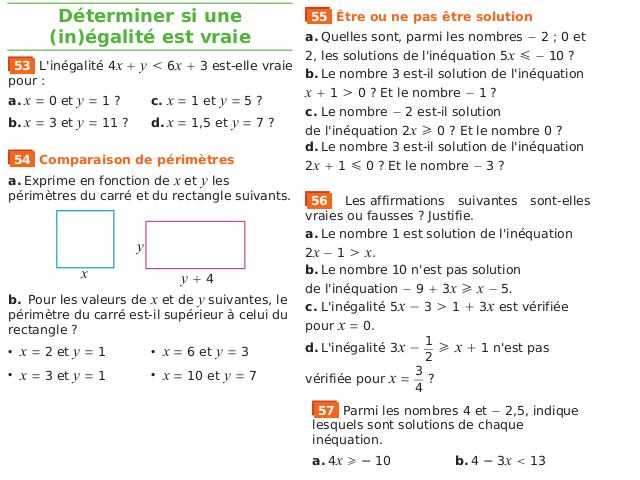 Déterminer si une
(in)égalité est vraie
53 L'inégalité 4x + y < 6x + 3 est-elle vraie
pour :
a. x = 0 et y = 1 ? c. x = 1 et y = 5 ?
b. x = 3 et y = 11 ? d. x = 1,5 et y = 7 ?
54 Comparaison de périmètres
a. Exprime en fonction de x et y les
périmètres du carré et du rectangle suivants.
x
y
y + 4
b. Pour les valeurs de x et de y suivantes, le
périmètre du carré est-il supérieur à celui du
rectangle ?
• x = 2 et y = 1 • x = 6 et y = 3
• x = 3 et y = 1 • x = 10 et y = 7
55 Être ou ne pas être solution
a. Quelles sont, parmi les nombres − 2 ; 0 et
2, les solutions de l'inéquation 5x ⩽ − 10 ?
b. Le nombre 3 est-il solution de l'inéquation
x + 1 > 0 ? Et le nombre − 1 ?
c. Le nombre − 2 est-il solution
de l'inéquation 2x ⩾ 0 ? Et le nombre 0 ?
d. Le nombre 3 est-il solution de l'inéquation
2x + 1 ⩽ 0 ? Et le nombre − 3 ?
56 Les affirmations suivantes sont-elles
vraies ou fausses ? Justifie.
a. Le nombre 1 est solution de l'inéquation
2x − 1 > x.
b. Le nombre 10 n'est pas solution
de l'inéquation − 9 + 3x ⩾ x − 5.
c. L'inégalité 5x − 3 > 1 + 3x est vérifiée
pour x = 0.
d. L'inégalité 3x − 1/2 ⩾ x + 1 n'est pas
vérifiée pour x = 3/4 ?
57 Parmi les nombres 4 et − 2,5, indique
lesquels sont solutions de chaque
inéquation.
a. 4x ⩾ − 10 b. 4 − 3x < 13